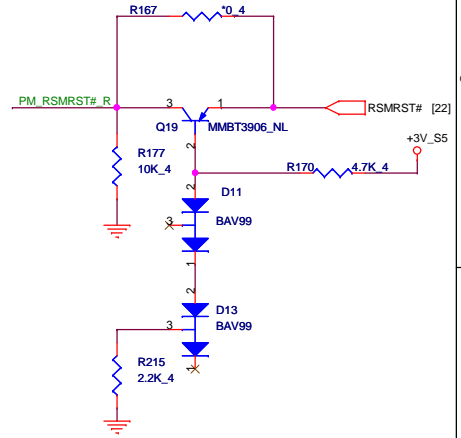 R167 *0_4
PM_RSMRST#_R 3 1 RSMRST# [22]
Q19 MMBT3906_NL
2
+3V_S5
R177
10K_4
R170 4.7K_4
2
D11
3
BAV99
1
2
D13
3
BAV99
R215
2.2K_4
1